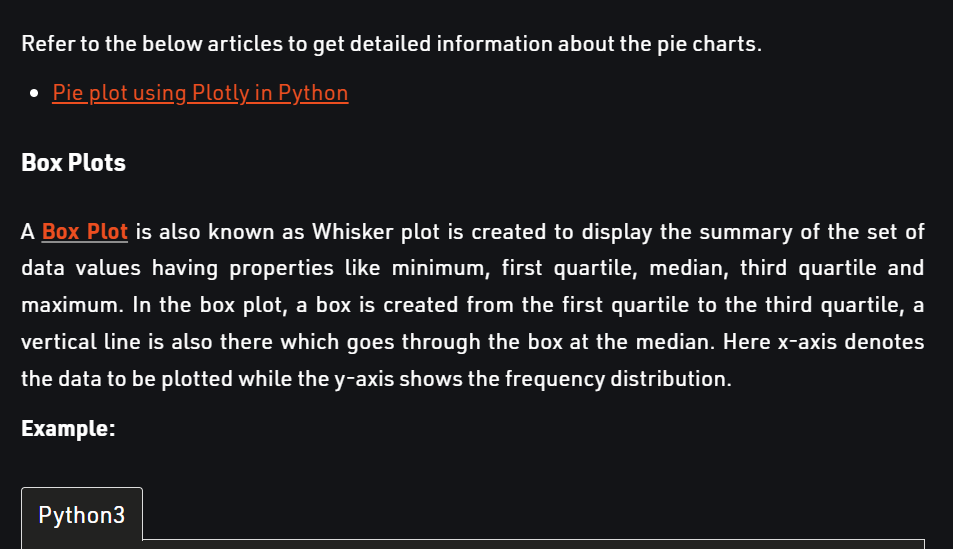 Refer to the below articles to get detailed information about the pie charts.
Pie plot using Plotly in Python
Box Plots
A Box Plot is also known as Whisker plot is created to display the summary of the set of
data values having properties like minimum, first quartile, median, third quartile and
maximum. In the box plot, a box is created from the first quartile to the third quartile, a
vertical line is also there which goes through the box at the median. Here x-axis denotes
the data to be plotted while the y-axis shows the frequency distribution.
Example:
Python3